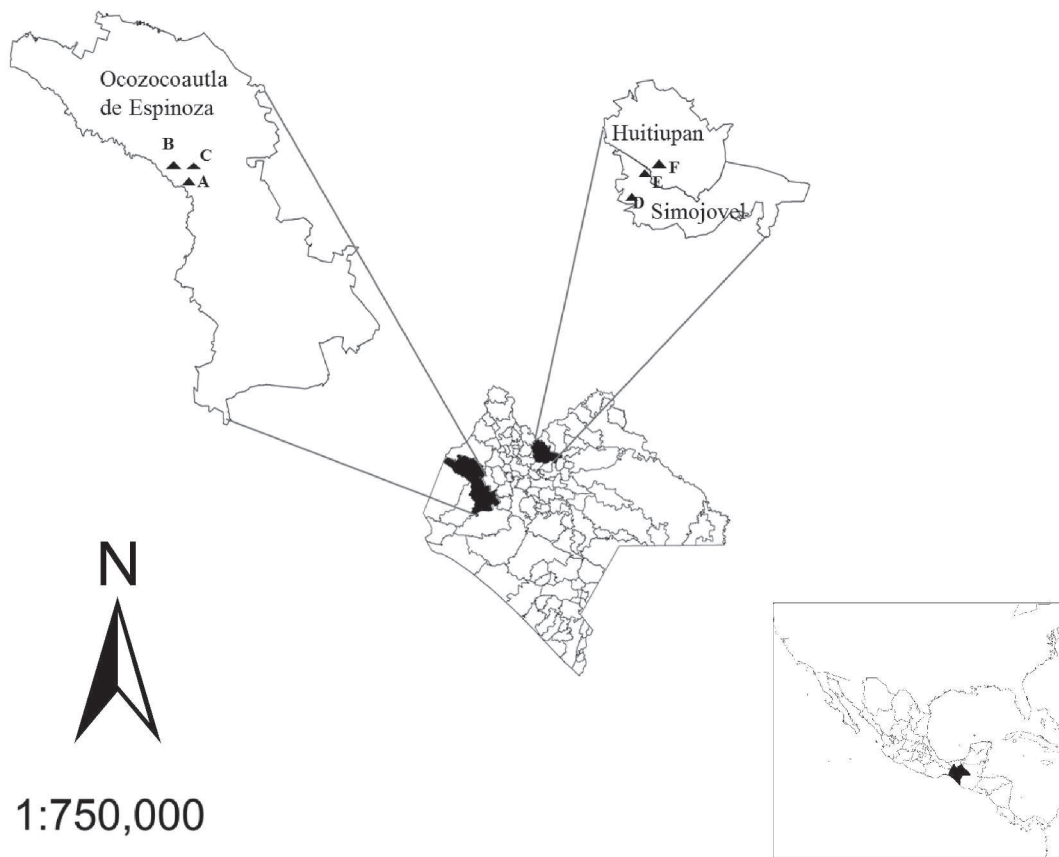 Ocozocoautla
de Espinoza
B
C
A
Huitiupan
F
E
D
Simojovel
N
1:750,000